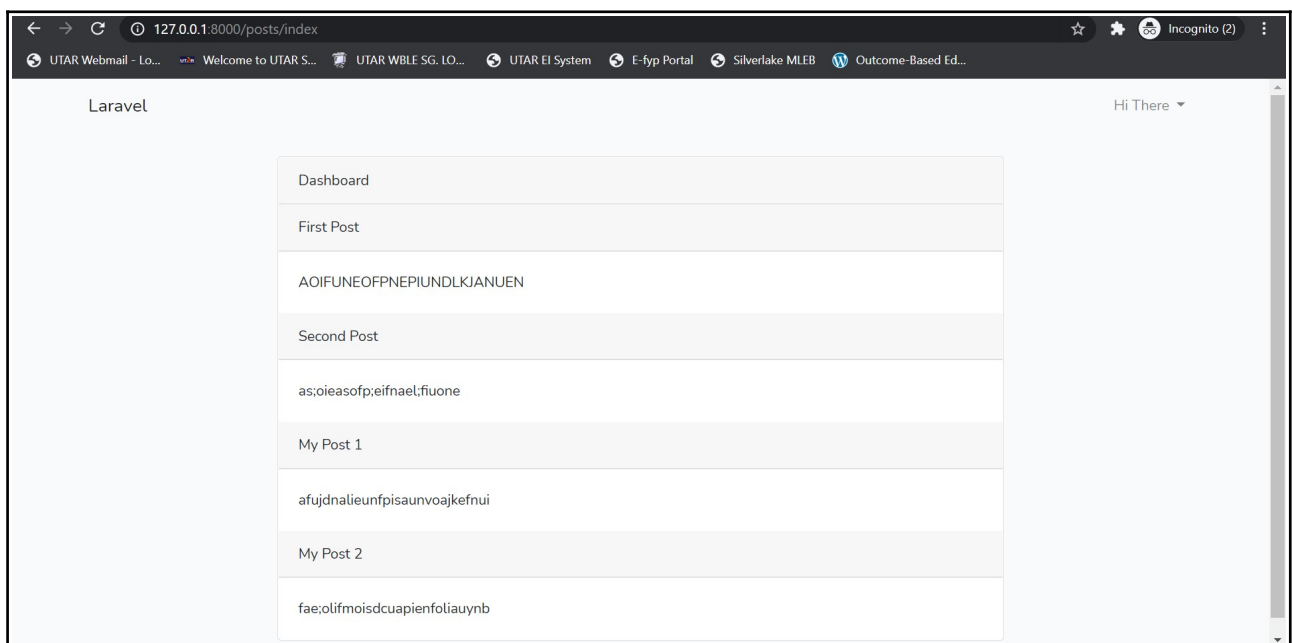 127.0.0.1:8000/posts/index
Incognito (2)
UTAR Webmail - Lo... Welcome to UTAR S... UTAR WBLE SG. LO... UTAR EI System E-fyp Portal Silverlake MLEB Outcome-Based Ed...
Laravel Hi There
Dashboard
First Post
AOIFUNEOFPNEPIUNDLKJANUEN
Second Post
as;oieasofp;eifnael;fiuone
My Post 1
afujdnalieunfpisaunvoajkefnui
My Post 2
fae;olifmoisdcuapienfoliauynb